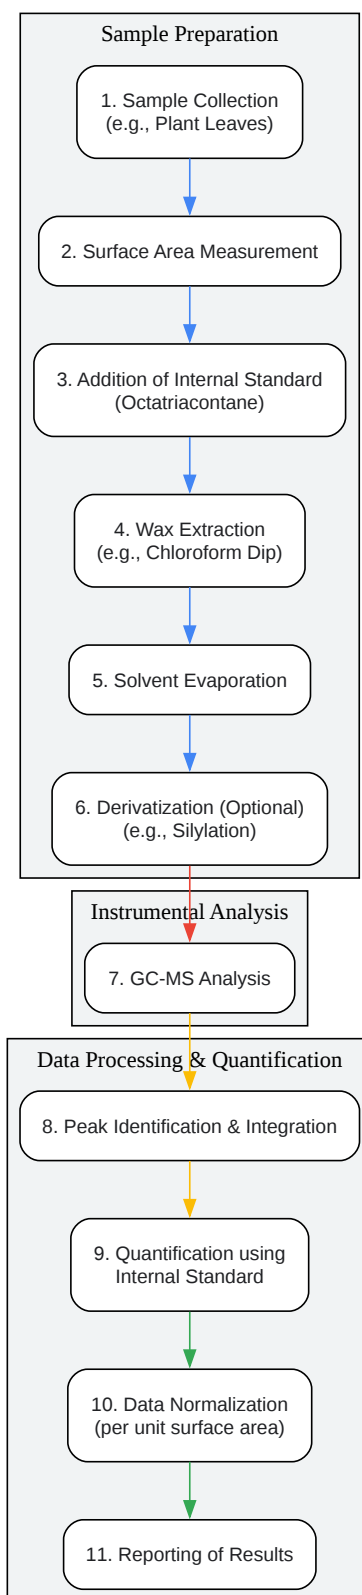 Sample Preparation
1. Sample Collection
(e.g., Plant Leaves)
2. Surface Area Measurement
3. Addition of Internal Standard
(Octatriacontane)
4. Wax Extraction
(e.g., Chloroform Dip)
5. Solvent Evaporation
6. Derivatization (Optional)
(e.g., Silylation)
Instrumental Analysis
7. GC-MS Analysis
Data Processing & Quantification
8. Peak Identification & Integration
9. Quantification using
Internal Standard
10. Data Normalization
(per unit surface area)
11. Reporting of Results